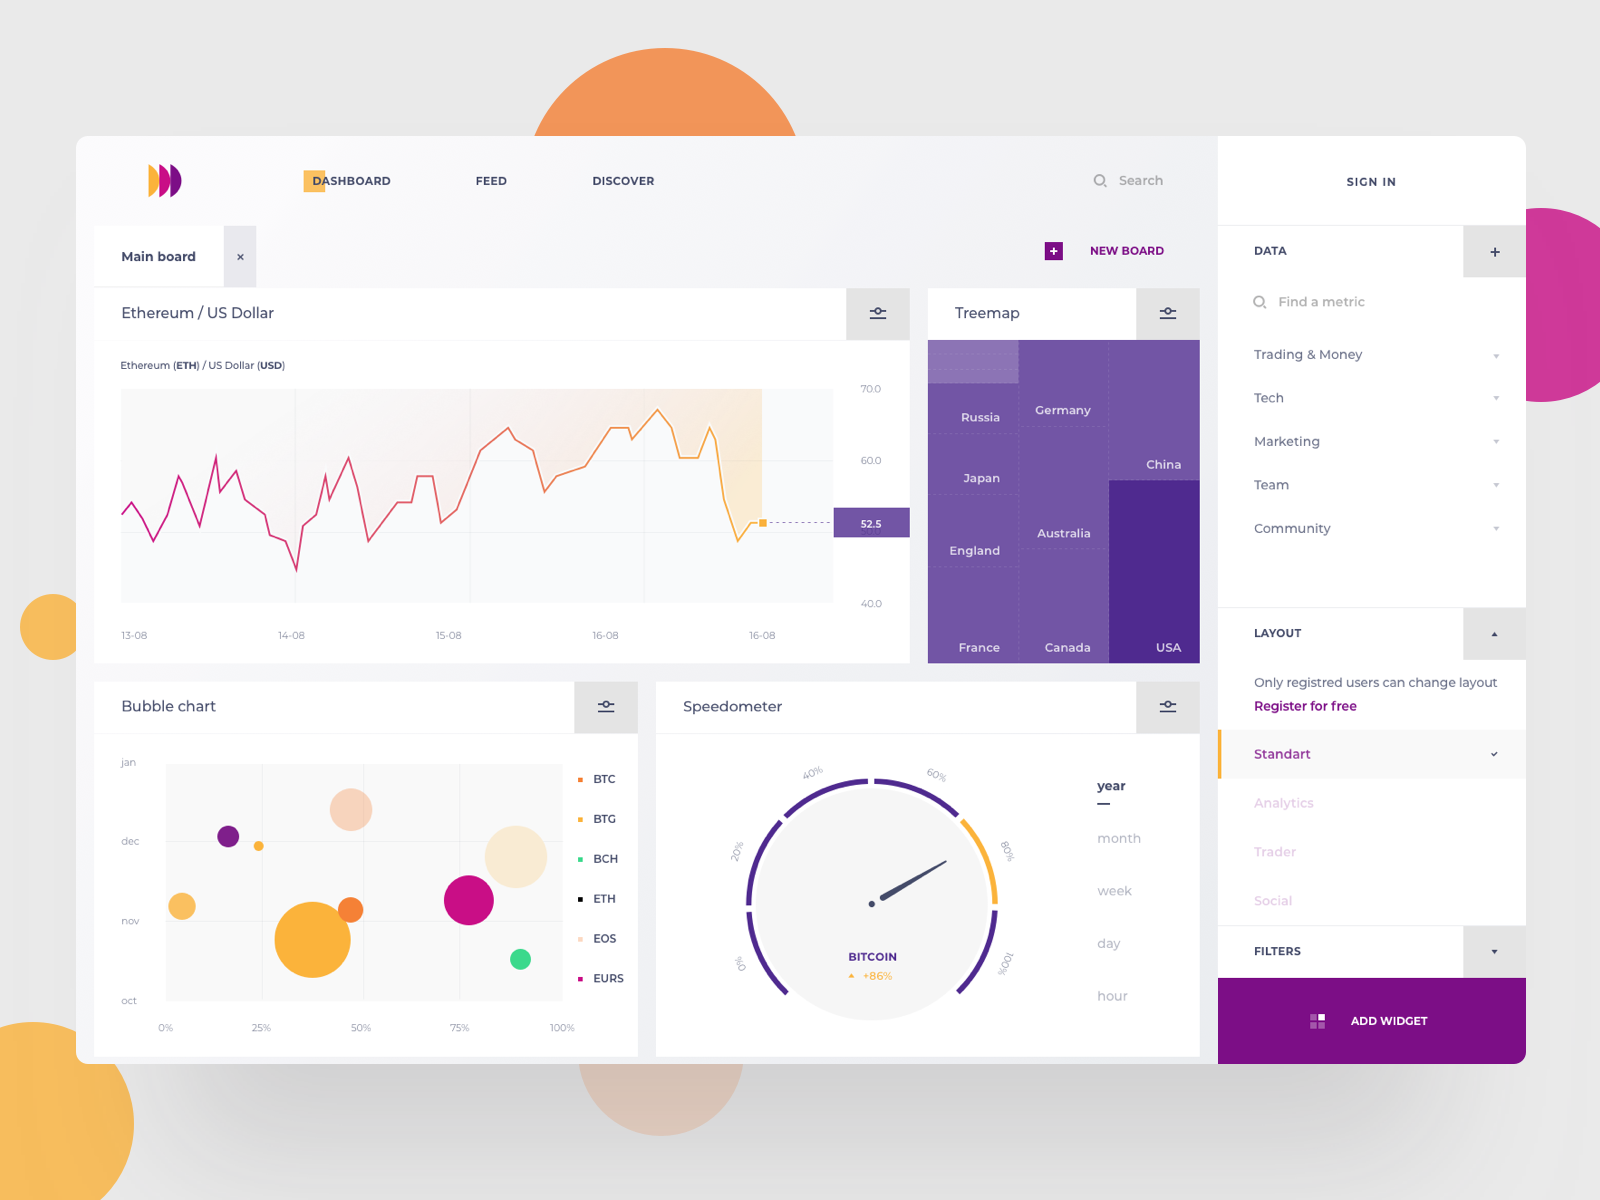 DASHBOARD
FEED
DISCOVER
Search
SIGN IN
Main board
×
NEW BOARD
Ethereum / US Dollar
Ethereum (ETH) / US Dollar (USD)
70.0
60.0
52.5
40.0
13-08
14-08
15-08
16-08
16-08
Treemap
Russia
Germany
China
Japan
Australia
England
France
Canada
USA
Bubble chart
jan
dec
nov
oct
0%
25%
50%
75%
100%
BTC
BTG
BCH
ETH
EOS
EURS
Speedometer
0%
20%
40%
60%
80%
100%
BITCOIN
+86%
year
month
week
day
hour
DATA
+
Find a metric
Trading & Money
Tech
Marketing
Team
Community
LAYOUT
Only registred users can change layout
Register for free
Standart
Analytics
Trader
Social
FILTERS
ADD WIDGET